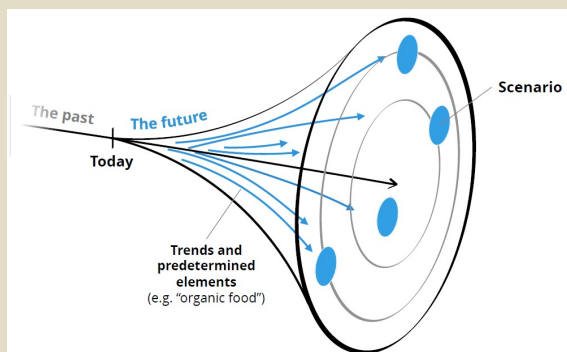 The past
The future
Today
Scenario
Trends and
predetermined
elements
(e.g. “organic food”)